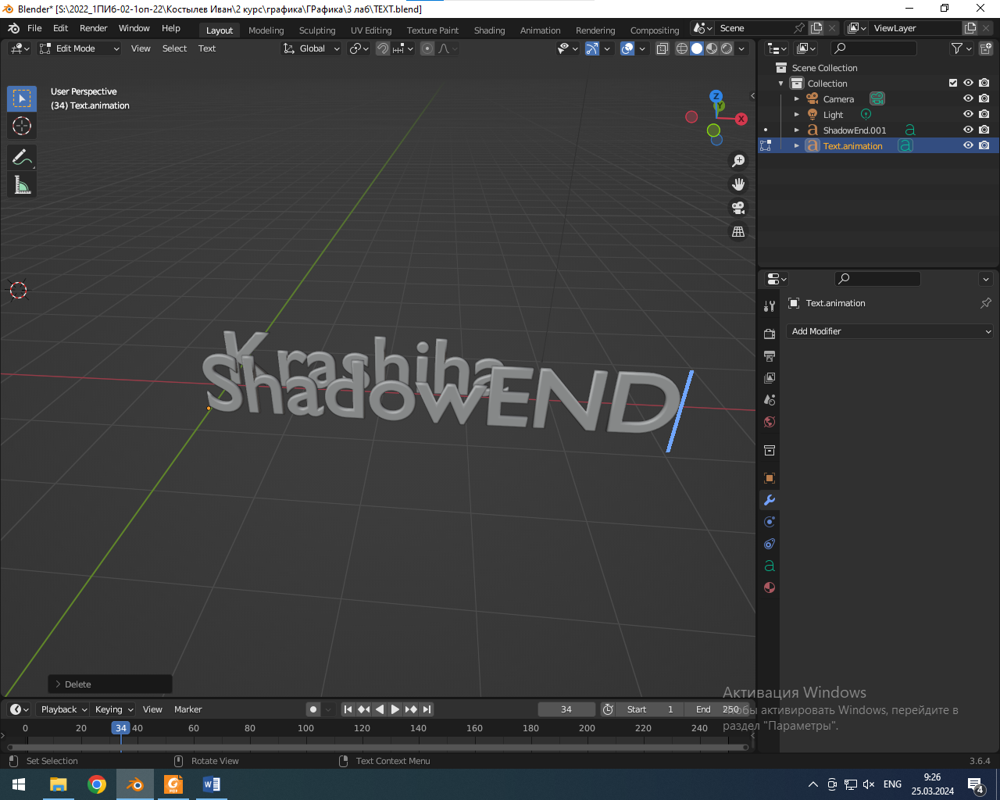 Blender* [S:\2022_1ПИб-02-1оп-22\Костылев Иван\2 курс\графика\ГРафика\3 лаб\TEXT.blend]
File Edit Render Window Help Layout Modeling Sculpting UV Editing Texture Paint Shading Animation Rendering Compositing Scene ViewLayer
Edit Mode View Select Text Global
User Perspective
(34) Text.animation
Z
Y
X
Scene Collection
Collection
Camera
Light
ShadowEnd.001
Text.animation
Text.animation
Add Modifier
Krashiha
ShadowEND
Delete
Активация Windows
Чтобы активировать Windows, перейдите в
раздел "Параметры".
Playback Keying View Marker 34 Start 1 End 250
0 20 34 40 60 80 100 120 140 160 180 200 220 240
Set Selection Rotate View Text Context Menu 3.6.4
ENG 9:26
25.03.2024
4